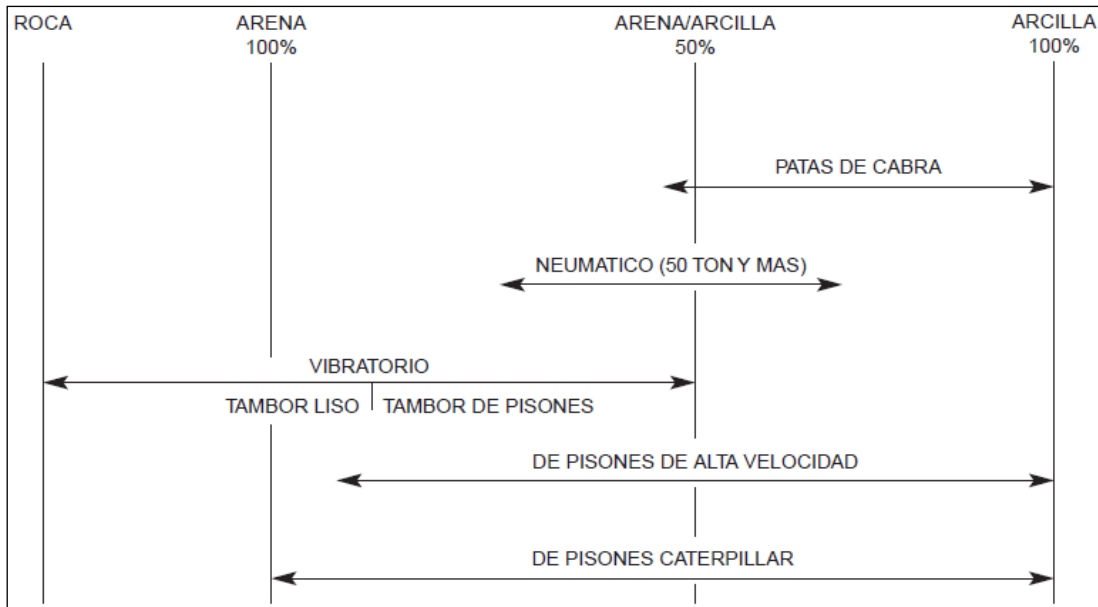 ROCA
ARENA
100%
ARENA/ARCILLA
50%
ARCILLA
100%
PATAS DE CABRA
NEUMATICO (50 TON Y MAS)
VIBRATORIO
TAMBOR LISO
TAMBOR DE PISONES
DE PISONES DE ALTA VELOCIDAD
DE PISONES CATERPILLAR